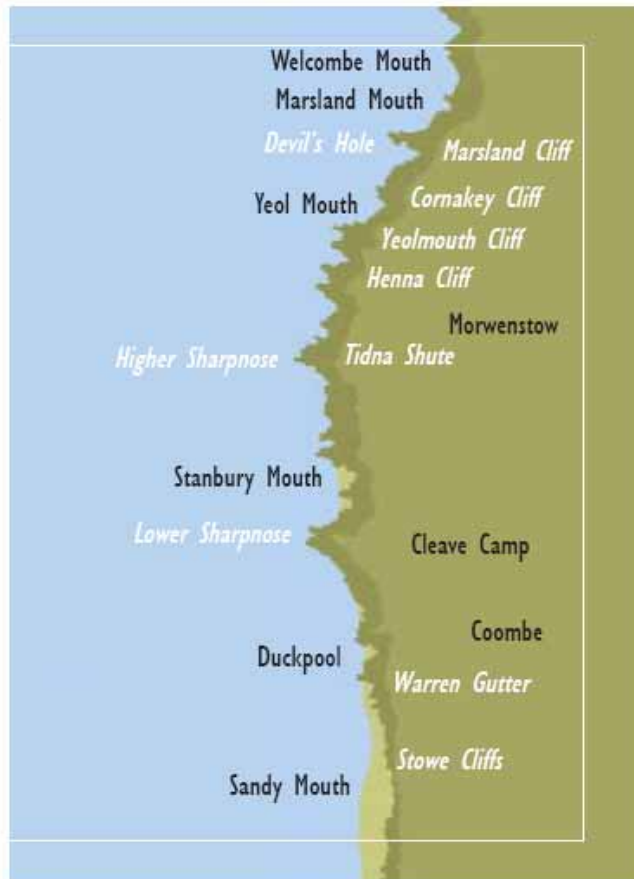 Welcombe Mouth
Marsland Mouth
Devil's Hole
Marsland Cliff
Cornakey Cliff
Yeol Mouth
Yeolmouth Cliff
Henna Cliff
Morwenstow
Higher Sharpnose
Tidna Shute
Stanbury Mouth
Lower Sharpnose
Cleave Camp
Coombe
Duckpool
Warren Gutter
Stowe Cliffs
Sandy Mouth